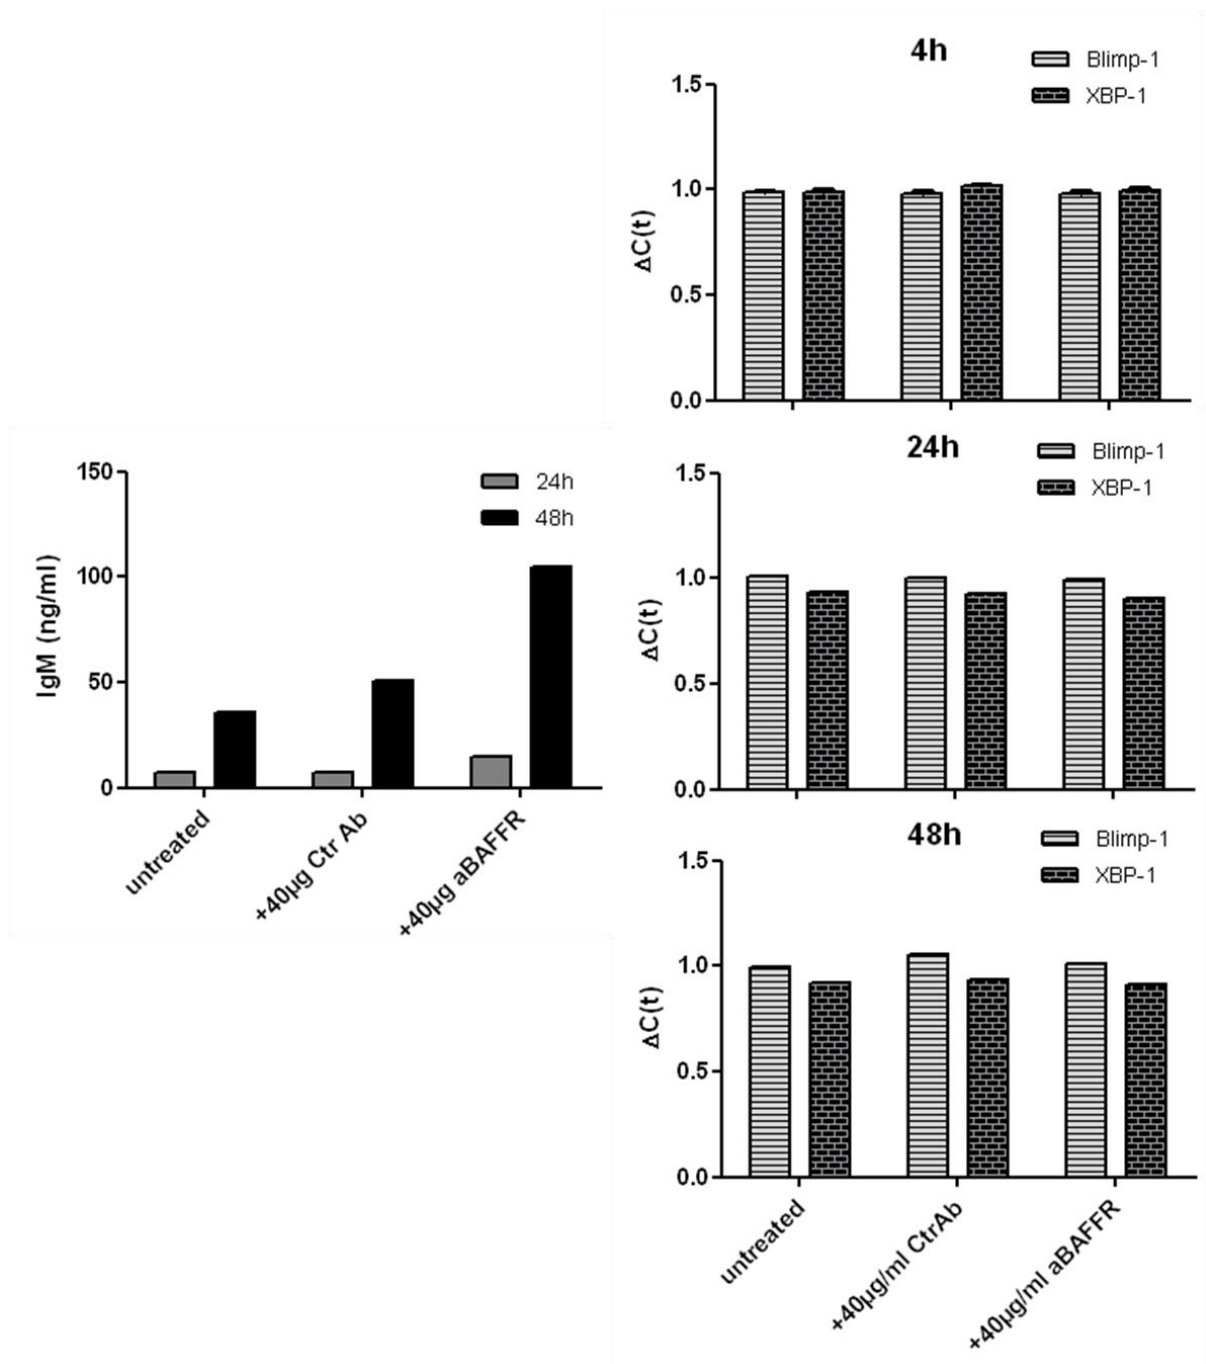 4h
Blimp-1
XBP-1
1.5
1.0
0.5
0.0
ΔC(t)
150
100
50
0
IgM (ng/ml)
24h
48h
untreated
+40µg Ctr Ab
+40µg aBAFFR
24h
Blimp-1
XBP-1
1.5
1.0
0.5
0.0
ΔC(t)
48h
Blimp-1
XBP-1
1.5
1.0
0.5
0.0
ΔC(t)
untreated
+40µg/ml CtrAb
+40µg/ml aBAFFR